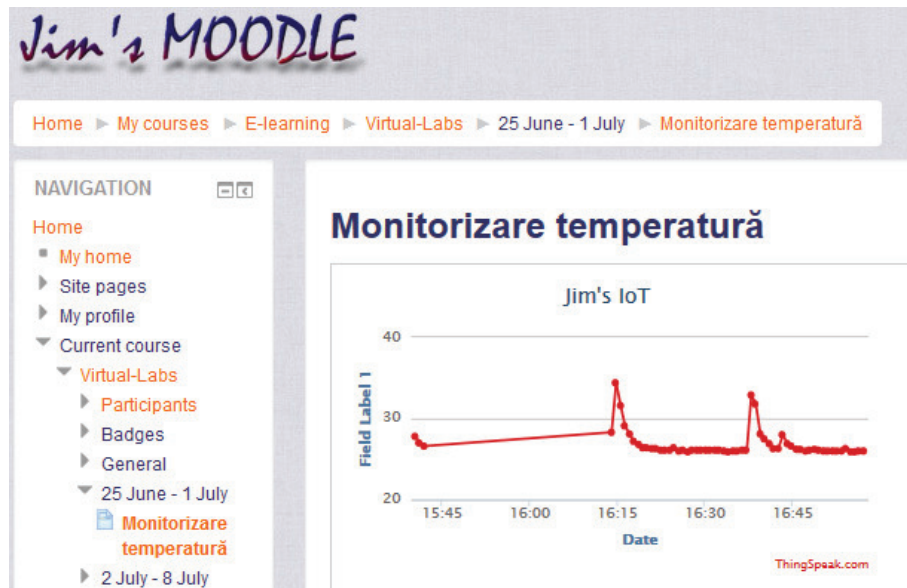 Jim's MOODLE
Home ► My courses ► E-learning ► Virtual-Labs ► 25 June - 1 July ► Monitorizare temperatură
NAVIGATION
Home
My home
Site pages
My profile
Current course
Virtual-Labs
Participants
Badges
General
25 June - 1 July
Monitorizare
temperatură
2 July - 8 July
Monitorizare temperatură
Jim's IoT
Field Label 1
40
30
20
15:45 16:00 16:15 16:30 16:45
Date
ThingSpeak.com